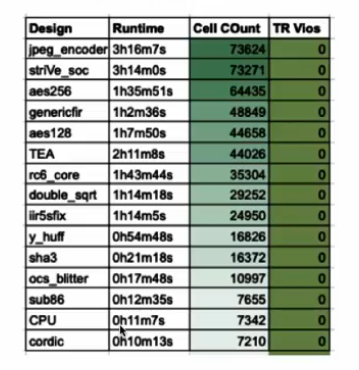 Design Runtime Cell COunt TR Vios
jpeg_encoder 3h16m7s 73624 0
striVe_soc 3h14m0s 73271 0
aes256 1h35m51s 64435 0
genericfir 1h2m36s 48849 0
aes128 1h7m50s 44658 0
TEA 2h11m8s 44026 0
rc6_core 1h43m44s 35304 0
double_sqrt 1h14m18s 29252 0
iir5sfix 1h14m5s 24950 0
y_huff 0h54m48s 16826 0
sha3 0h21m18s 16372 0
ocs_blitter 0h17m48s 10997 0
sub86 0h12m35s 7655 0
CPU 0h11m7s 7342 0
cordic 0h10m13s 7210 0